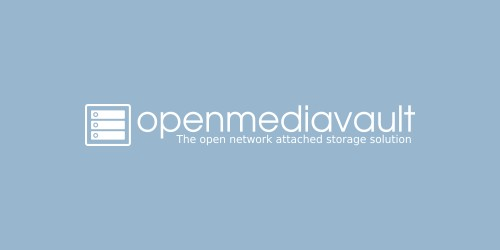 openmediavault
The open network attached storage solution